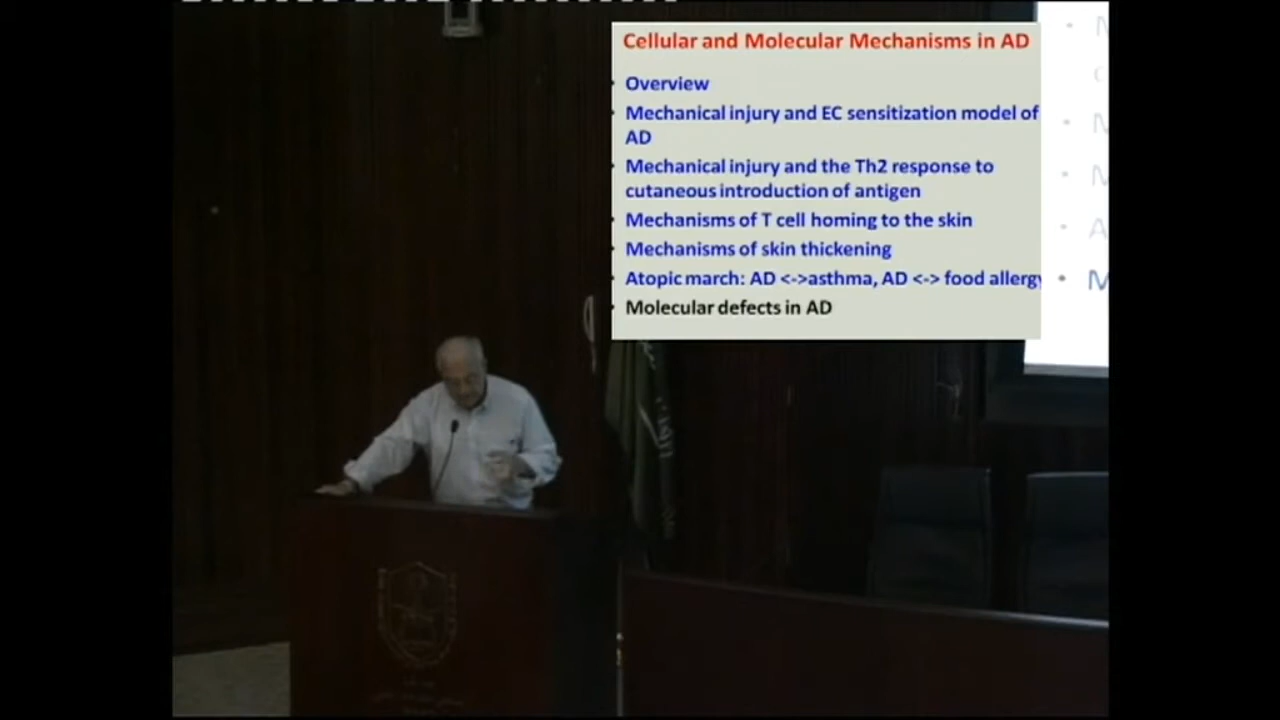 Cellular and Molecular Mechanisms in AD
• Overview
• Mechanical injury and EC sensitization model of
AD
• Mechanical injury and the Th2 response to
cutaneous introduction of antigen
• Mechanisms of T cell homing to the skin
• Mechanisms of skin thickening
• Atopic march: AD <->asthma, AD <-> food allergy
• Molecular defects in AD